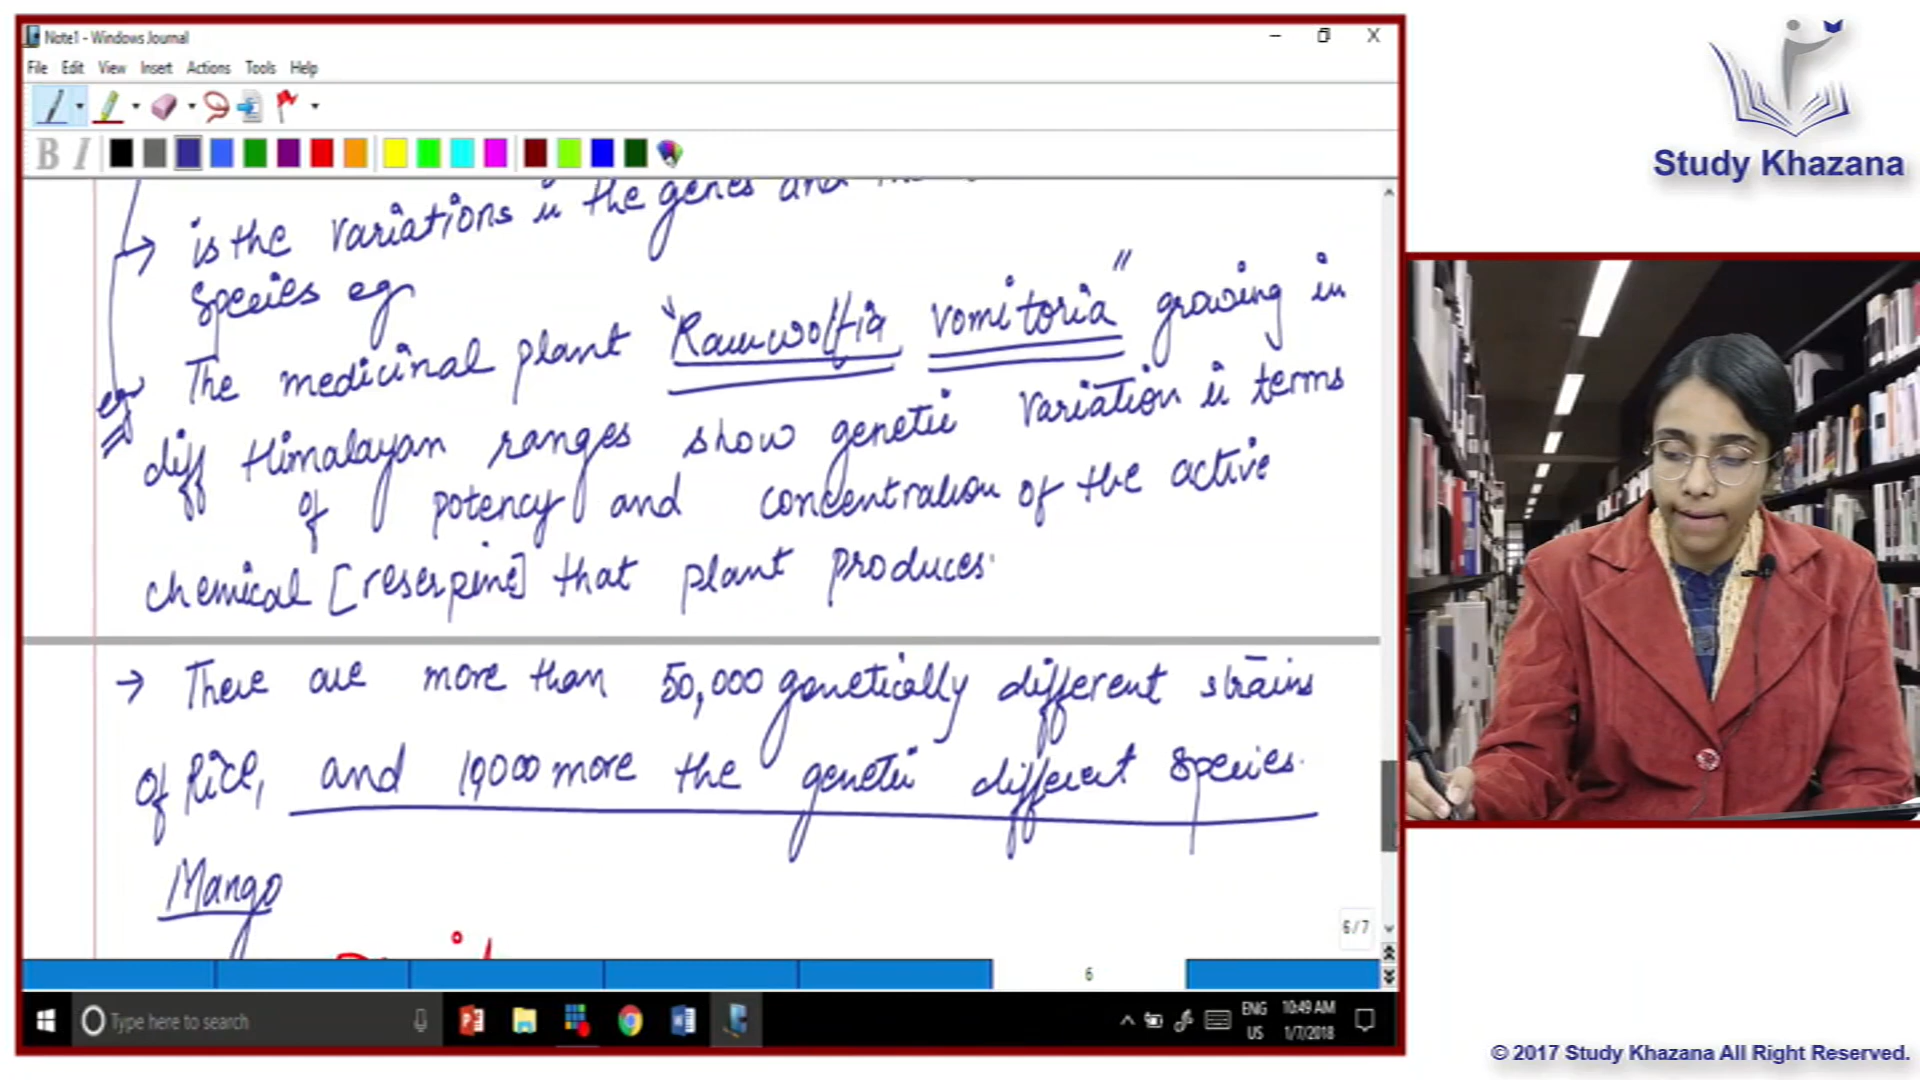 Note1 - Windows Journal
File Edit View Insert Actions Tools Help
B I
Study Khazana
→ is the variations in the genes and
species eg
The medicinal plant "Rauwolfia vomitoria" growing in
eg diff Himalayan ranges show genetic variation in terms
of potency and concentration of the active
chemical [reserpine] that plant produces.
→ There are more than 50,000 genetically different strains
of Rice, and 1,000 more the genetic different species.
Mango
6/7
6
Type here to search
ENG 10:49 AM
US 1/7/2018
© 2017 Study Khazana All Right Reserved.